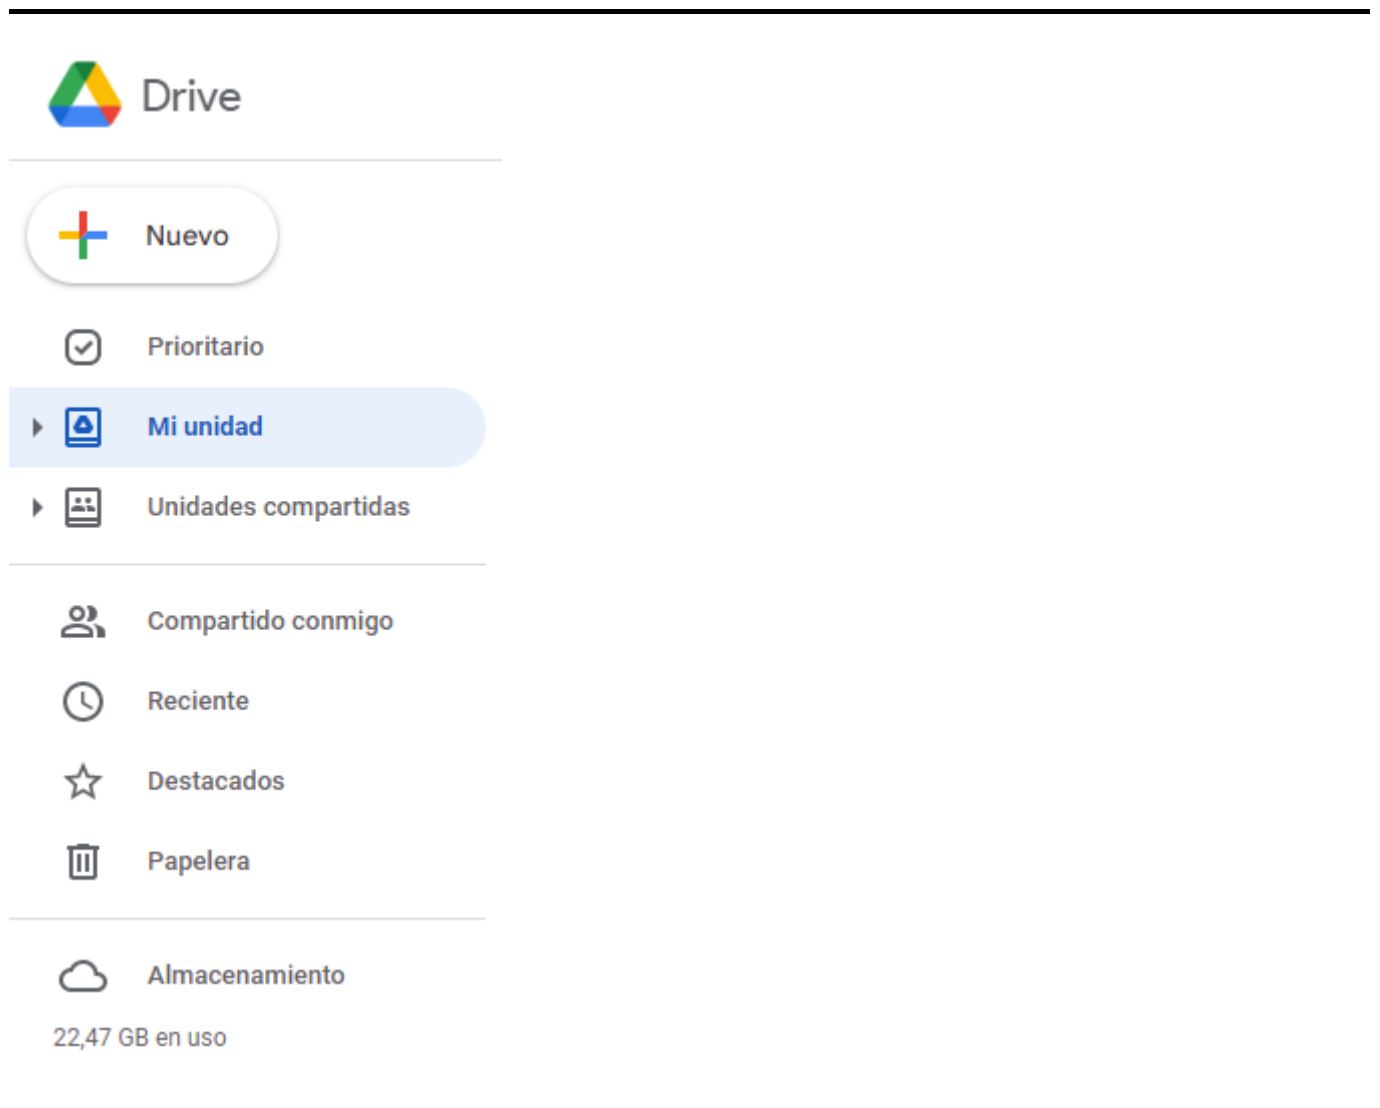 Drive
Nuevo
Prioritario
Mi unidad
Unidades compartidas
Compartido conmigo
Reciente
Destacados
Papelera
Almacenamiento
22,47 GB en uso